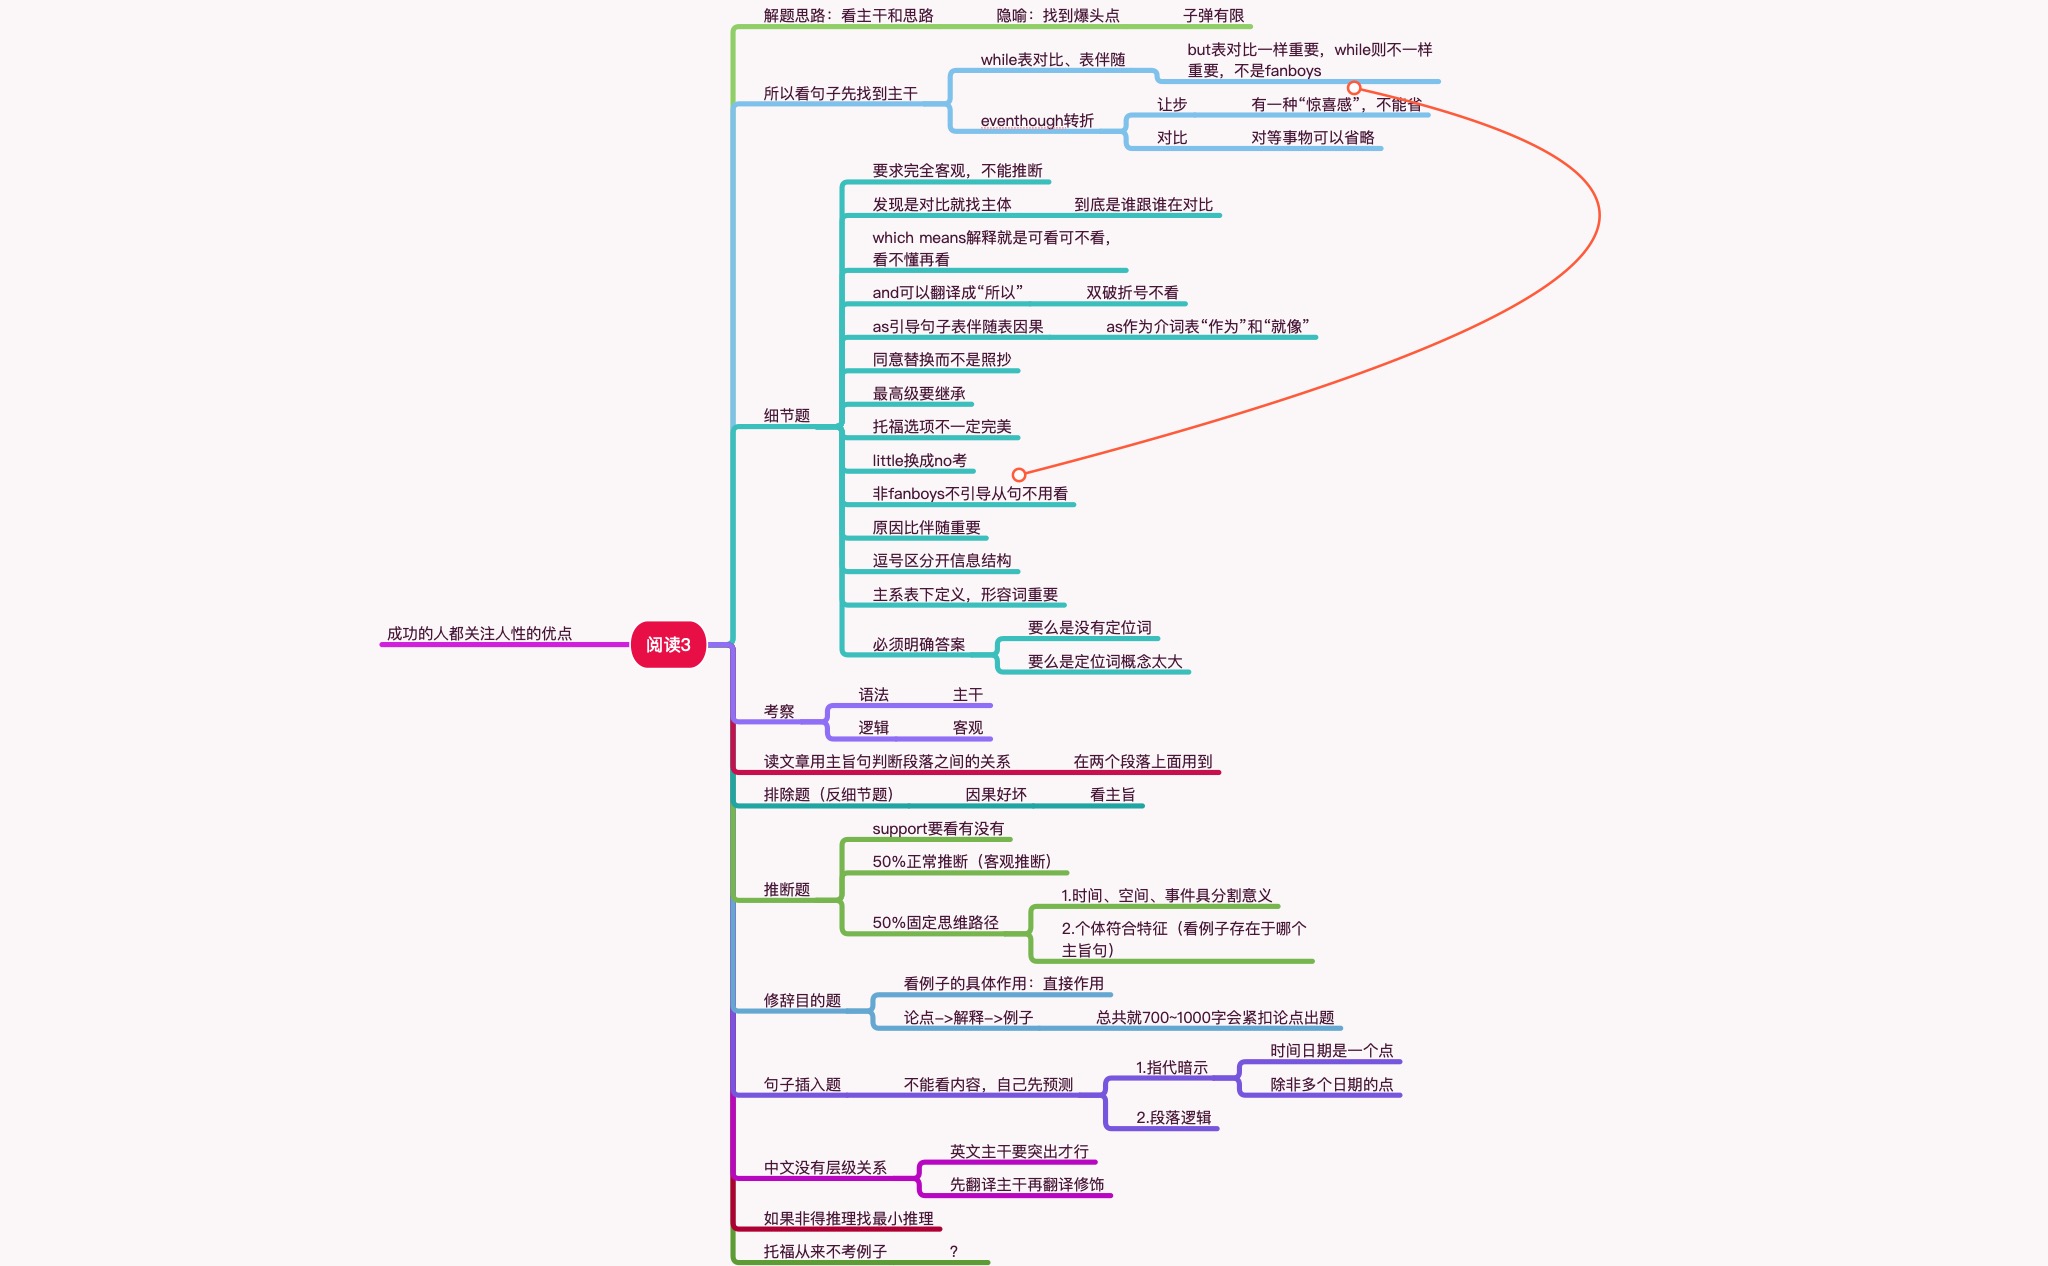 解题思路：看主干和思路
隐喻：找到爆头点
子弹有限
所以看句子先找到主干
while表对比、表伴随
but表对比一样重要，while则不一样
重要，不是fanboys
eventhough转折
让步
有一种“惊喜感”，不能省
对比
对等事物可以省略
细节题
要求完全客观，不能推断
发现是对比就找主体
到底是谁跟谁在对比
which means解释就是可看可不看，
看不懂再看
and可以翻译成“所以”
双破折号不看
as引导句子表伴随表因果
as作为介词表“作为”和“就像”
同意替换而不是照抄
最高级要继承
托福选项不一定完美
little换成no考
非fanboys不引导从句不用看
原因比伴随重要
逗号区分开信息结构
主系表下定义，形容词重要
必须明确答案
要么是没有定位词
要么是定位词概念太大
成功的人都关注人性的优点
阅读3
考察
语法
主干
逻辑
客观
读文章用主旨句判断段落之间的关系
在两个段落上面用到
排除题（反细节题）
因果好坏
看主旨
推断题
support要看有没有
50%正常推断（客观推断）
50%固定思维路径
1.时间、空间、事件具分割意义
2.个体符合特征（看例子存在于哪个
主旨句）
修辞目的题
看例子的具体作用：直接作用
论点->解释->例子
总共就700~1000字会紧扣论点出题
句子插入题
不能看内容，自己先预测
1.指代暗示
时间日期是一个点
除非多个日期的点
2.段落逻辑
中文没有层级关系
英文主干要突出才行
先翻译主干再翻译修饰
如果非得推理找最小推理
托福从来不考例子
?